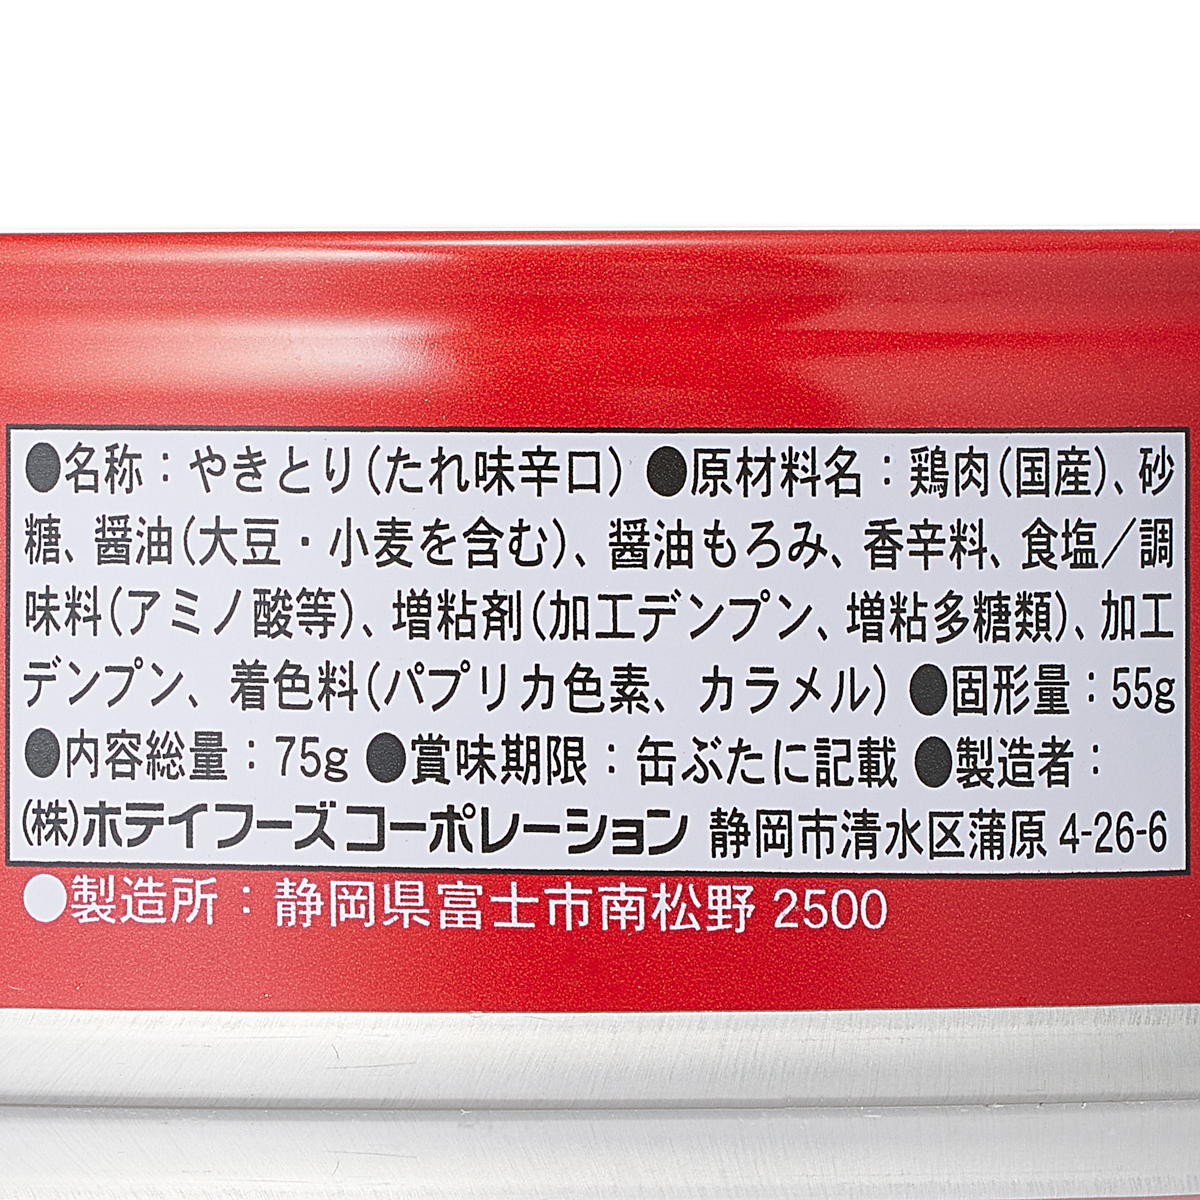 ●名称：やきとり(たれ味辛口) ●原材料名：鶏肉(国産)、砂
糖、醤油(大豆・小麦を含む)、醤油もろみ、香辛料、食塩／調
味料(アミノ酸等)、増粘剤(加工デンプン、増粘多糖類)、加工
デンプン、着色料(パプリカ色素、カラメル) ●固形量：55g
●内容総量：75g ●賞味期限：缶ぶたに記載 ●製造者：
(株)ホテイフーズコーポレーション 静岡市清水区蒲原 4-26-6
●製造所：静岡県富士市南松野 2500